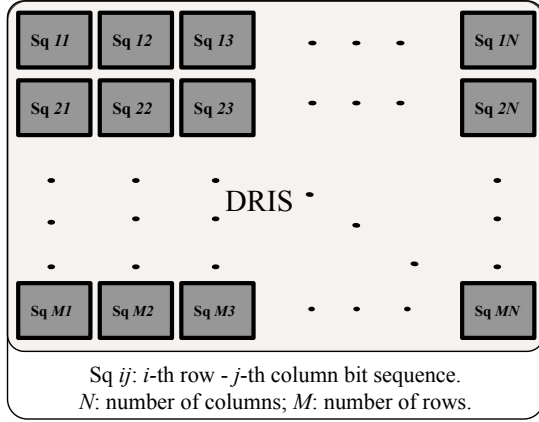 Sq 11 Sq 12 Sq 13 Sq 1N
Sq 21 Sq 22 Sq 23 Sq 2N
DRIS
Sq M1 Sq M2 Sq M3 Sq MN
Sq ij: i-th row - j-th column bit sequence.
N: number of columns; M: number of rows.